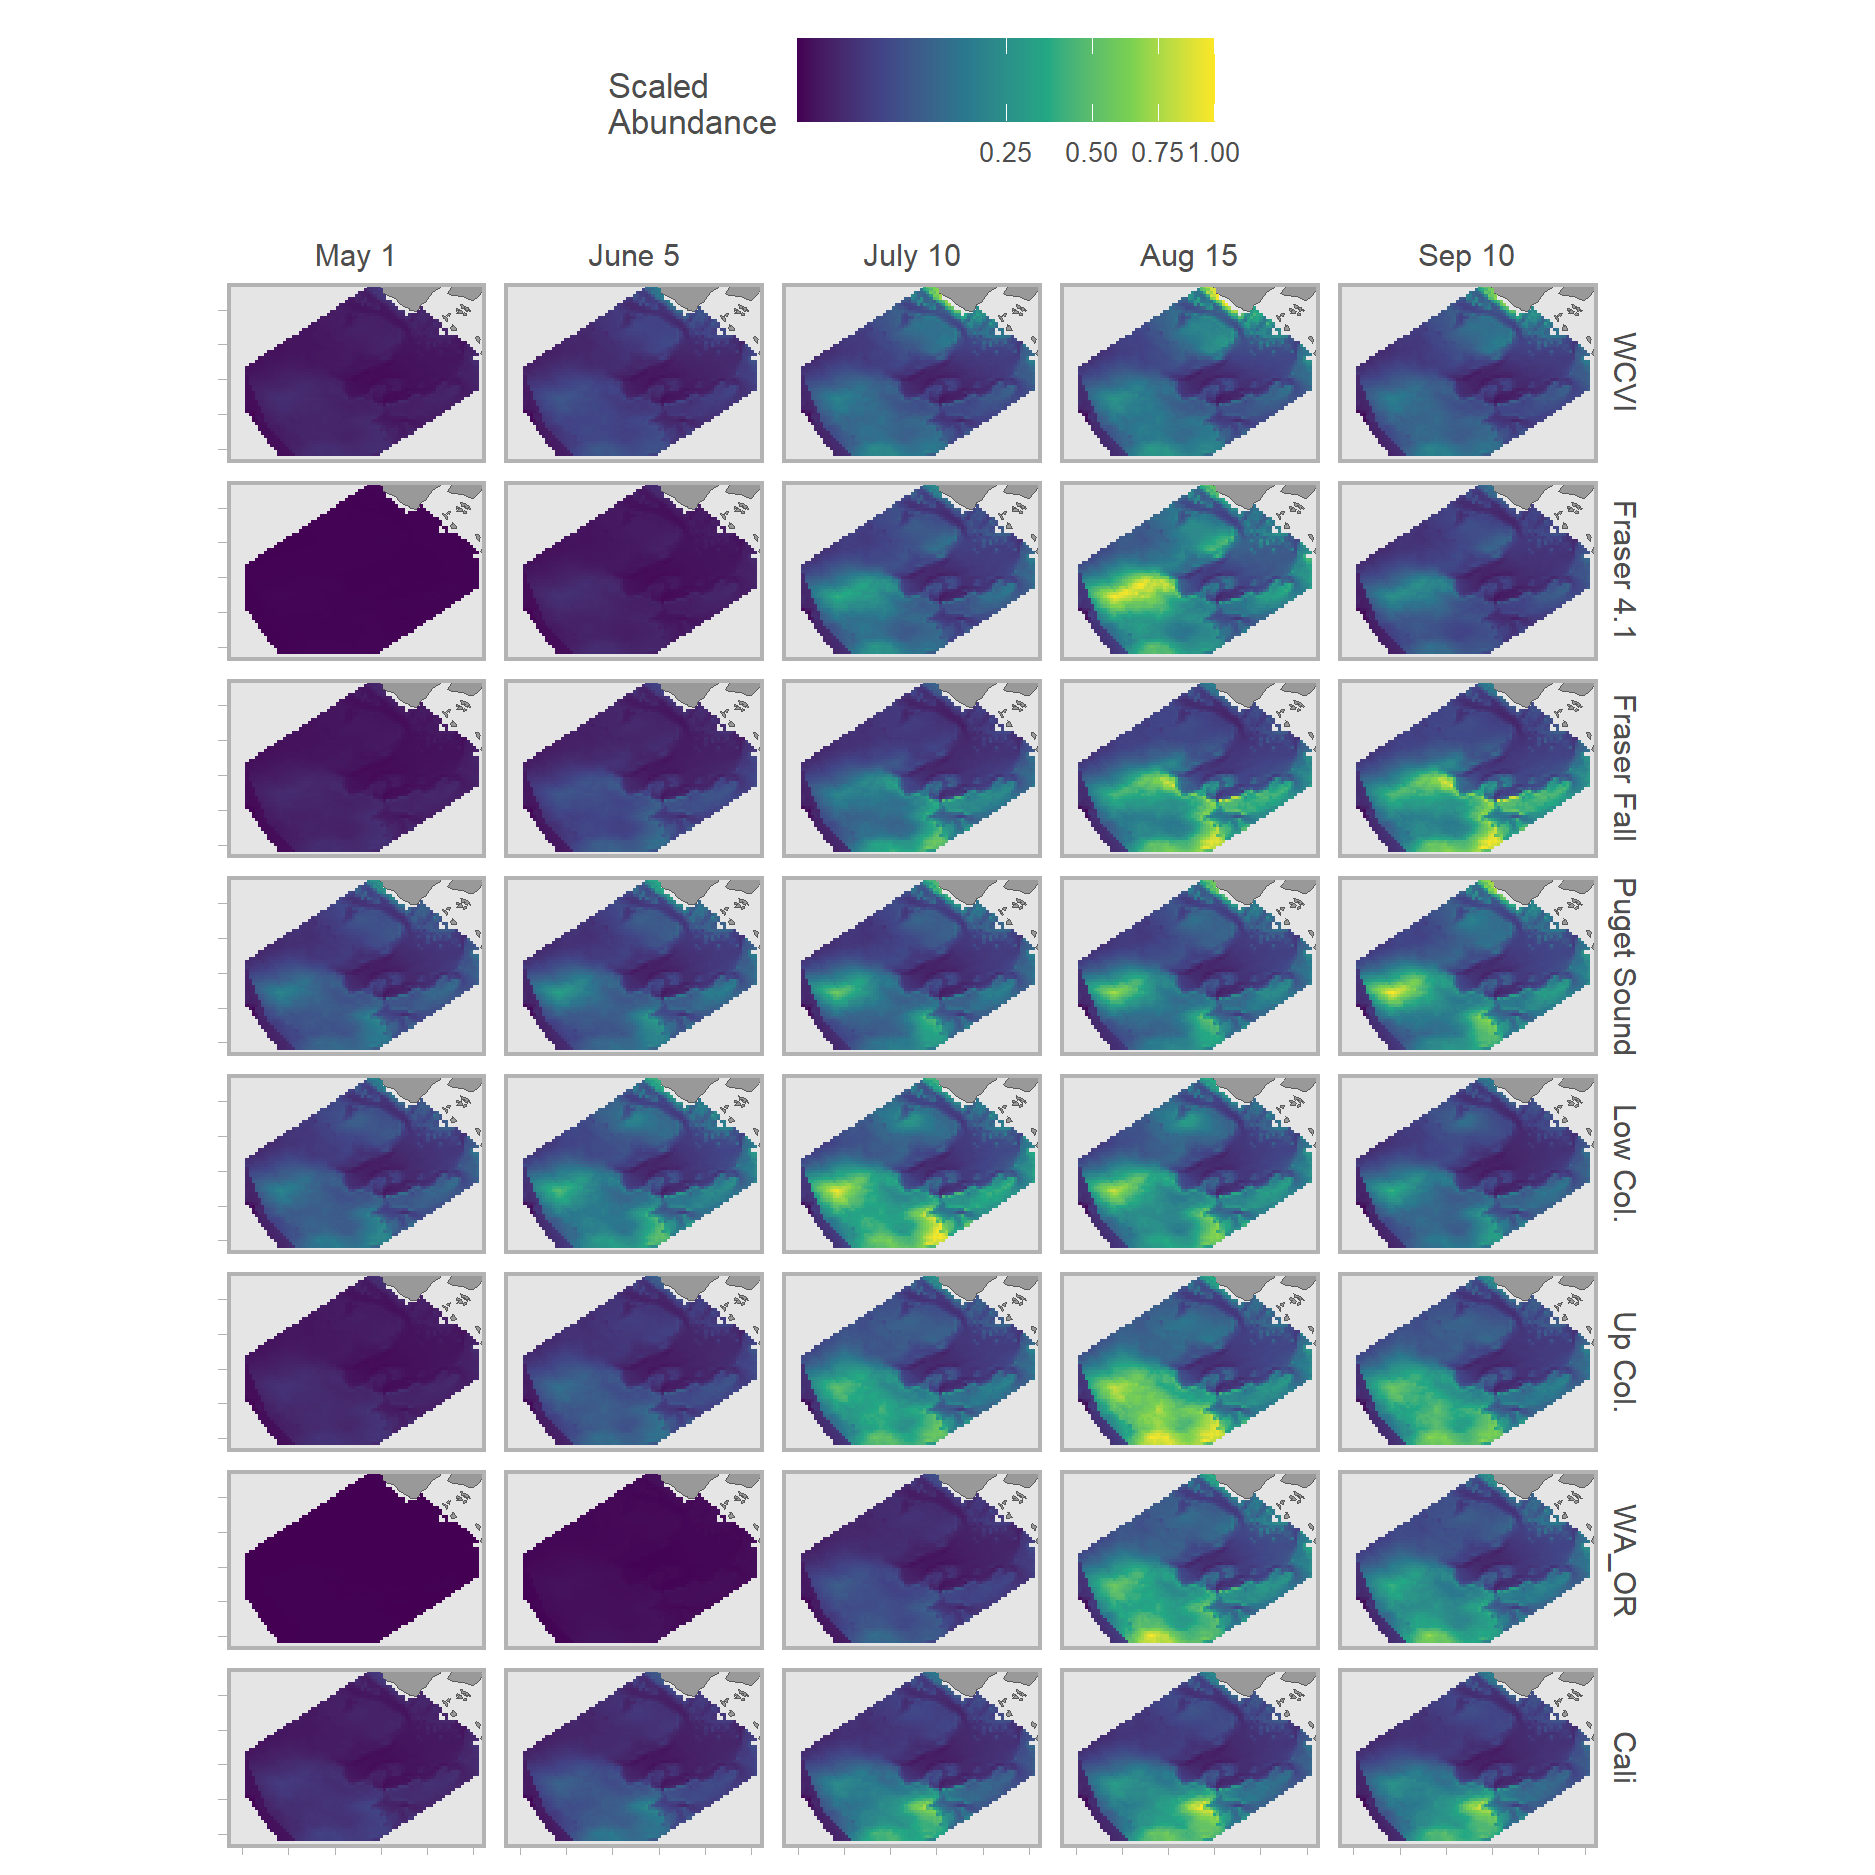 Scaled
Abundance
0.25 0.50 0.75 1.00
May 1 June 5 July 10 Aug 15 Sep 10
WCVI
Fraser 4.1
Fraser Fall
Puget Sound
Low Col.
Up Col.
WA_OR
Cali